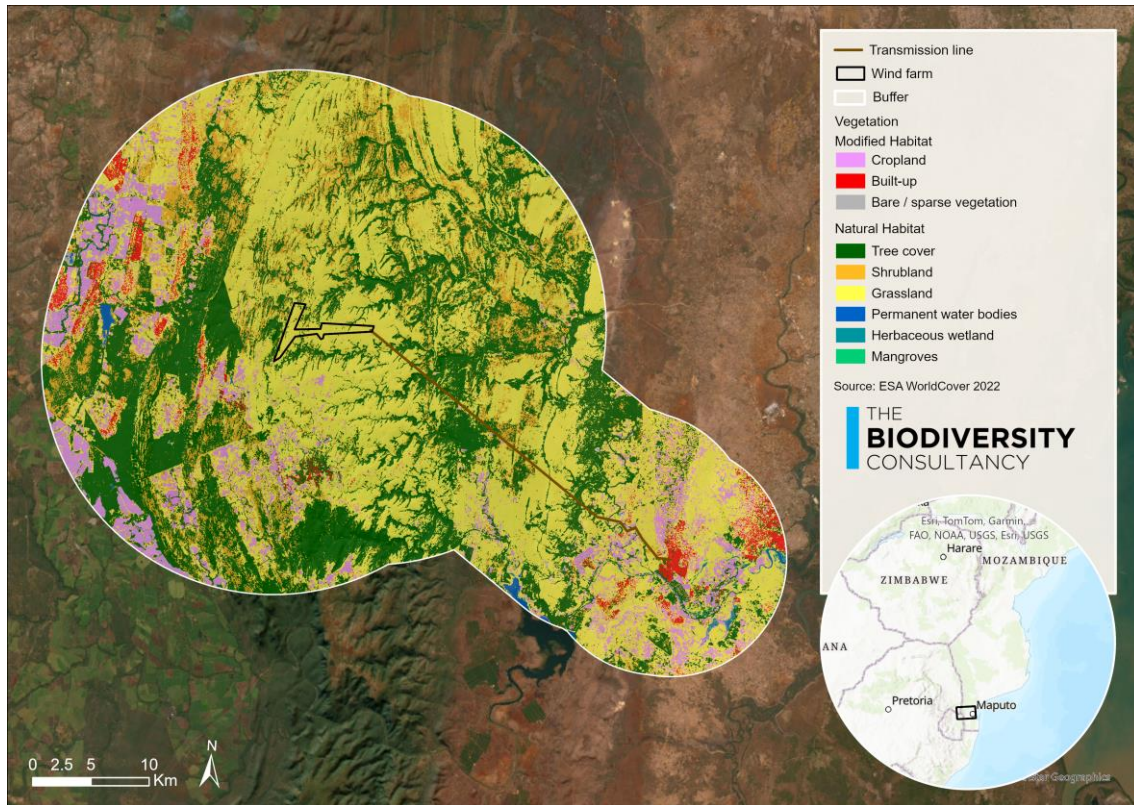 Transmission line
Wind farm
Buffer
Vegetation
Modified Habitat
Cropland
Built-up
Bare / sparse vegetation
Natural Habitat
Tree cover
Shrubland
Grassland
Permanent water bodies
Herbaceous wetland
Mangroves
Source: ESA WorldCover 2022
THE
BIODIVERSITY
CONSULTANCY
Esri, TomTom, Garmin,
FAO, NOAA, USGS, Esri, USGS
Harare
MOZAMBIQUE
ZIMBABWE
ANA
Pretoria
Maputo
N
0 2.5 5 10
Km
Geographics